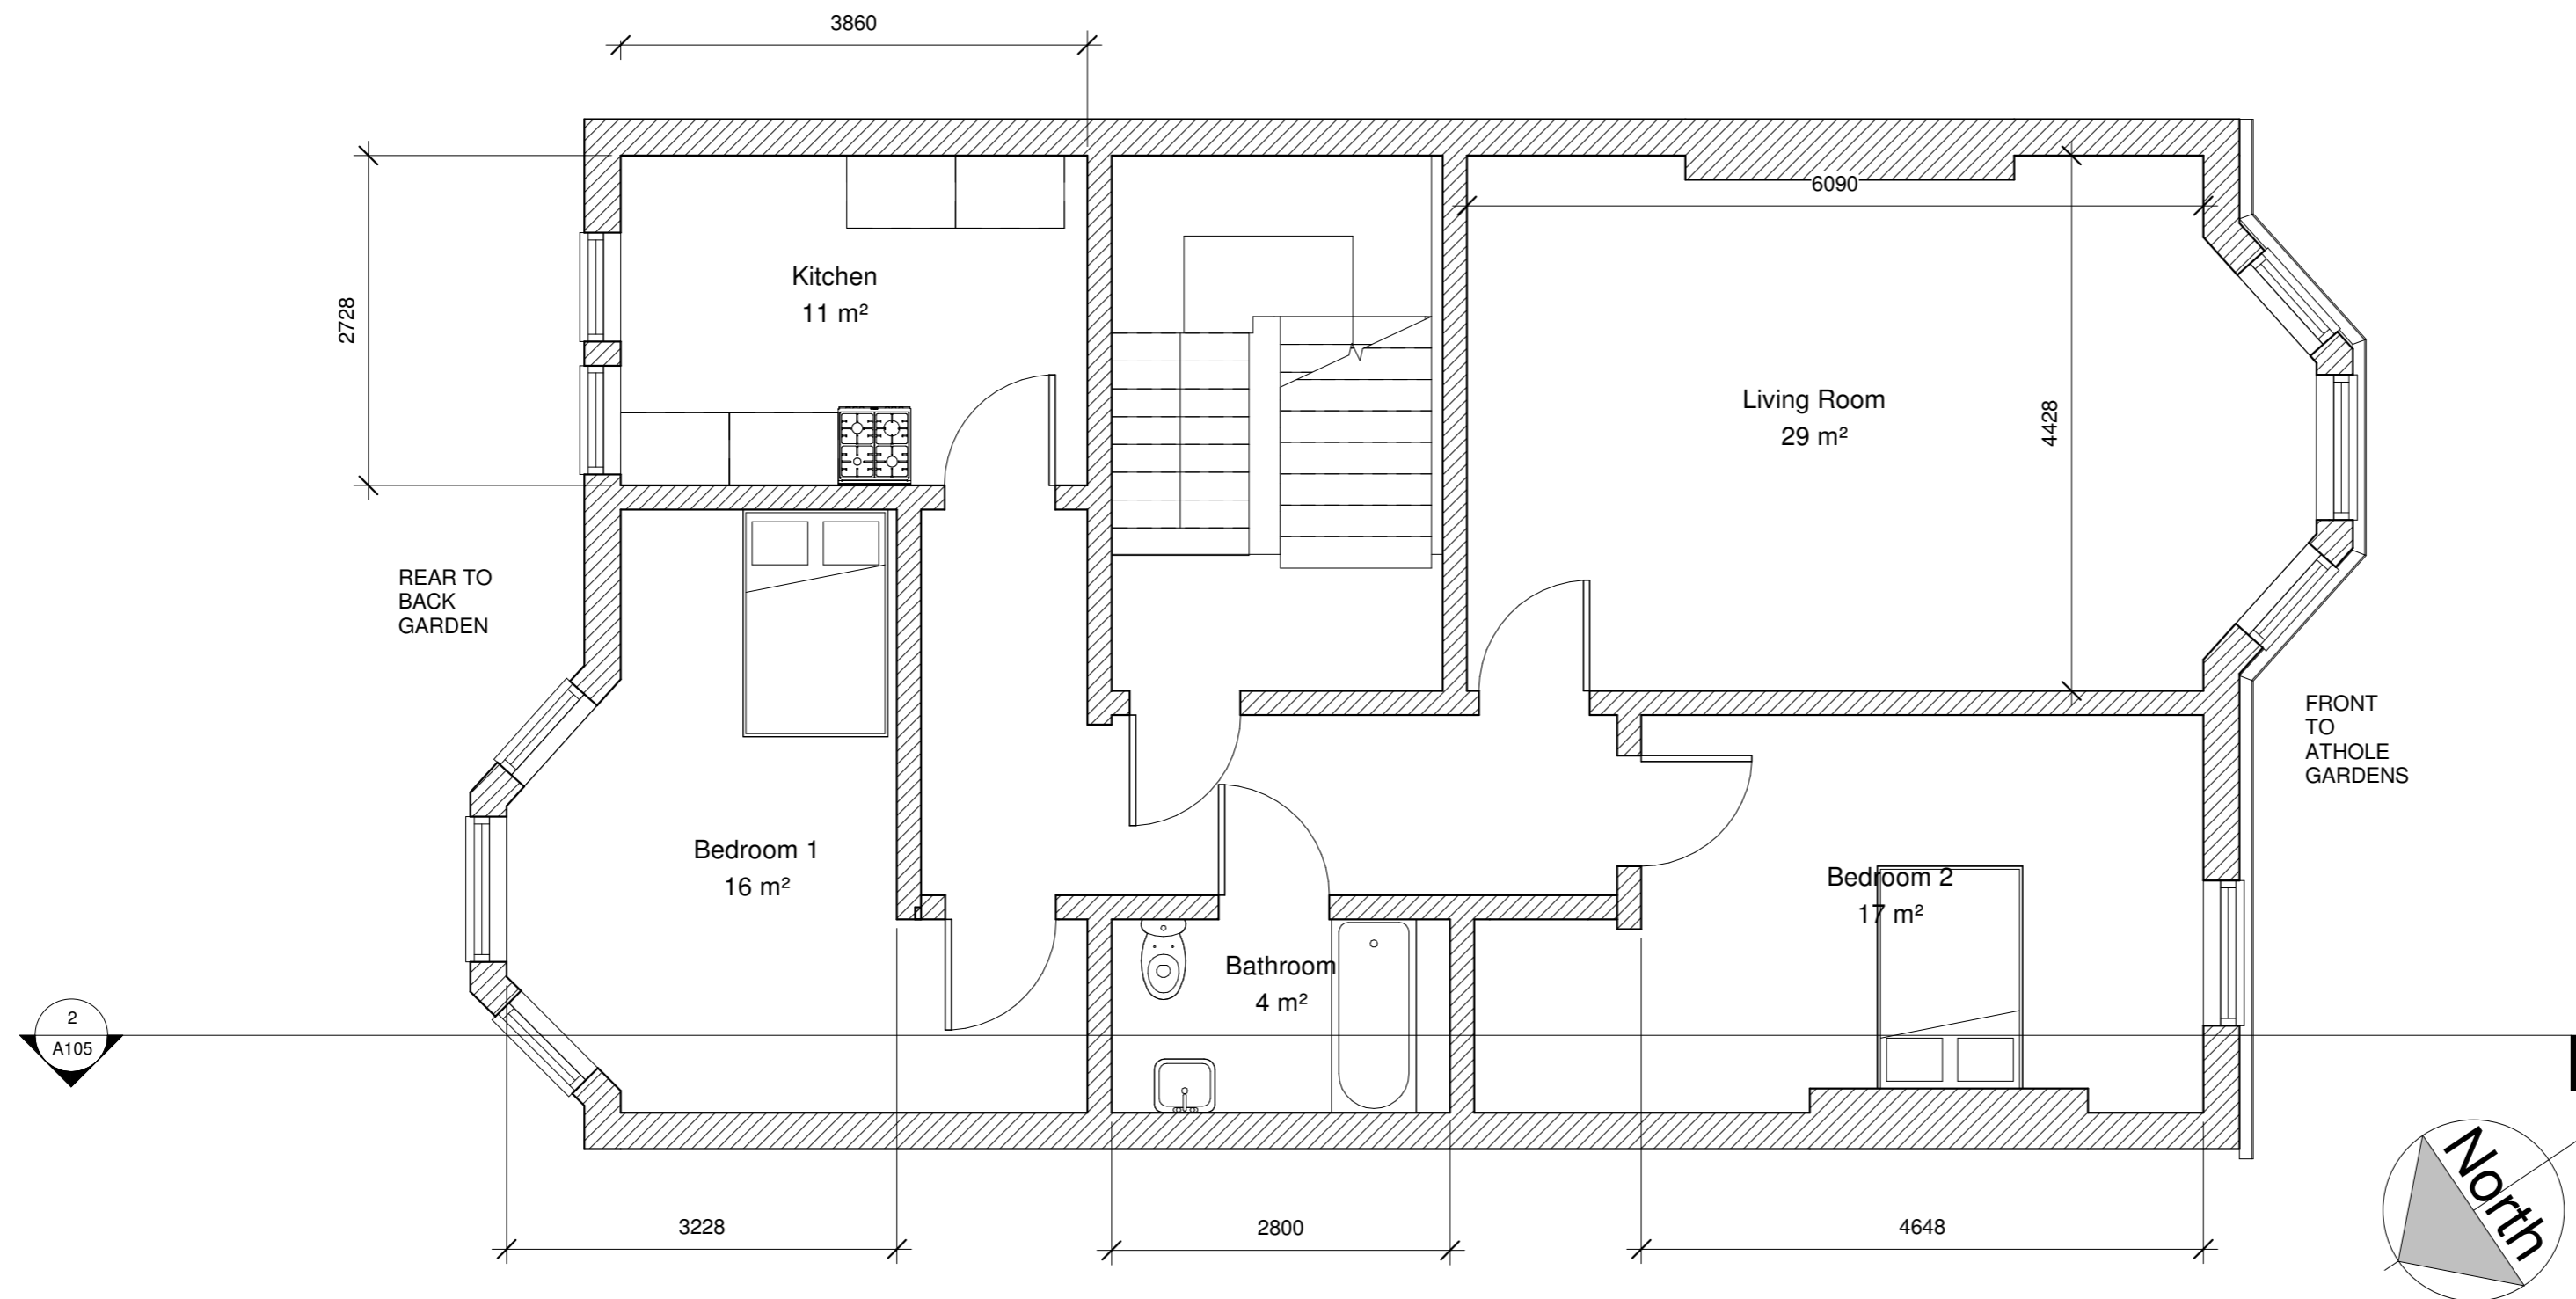 3860
6090
Kitchen
11 m²
2728
Living Room
29 m²
4428
REAR TO
BACK
GARDEN
FRONT
TO
ATHOLE
GARDENS
Bedroom 1
16 m²
Bedroom 2
17 m²
Bathroom
4 m²
2
A105
North
3228
2800
4648